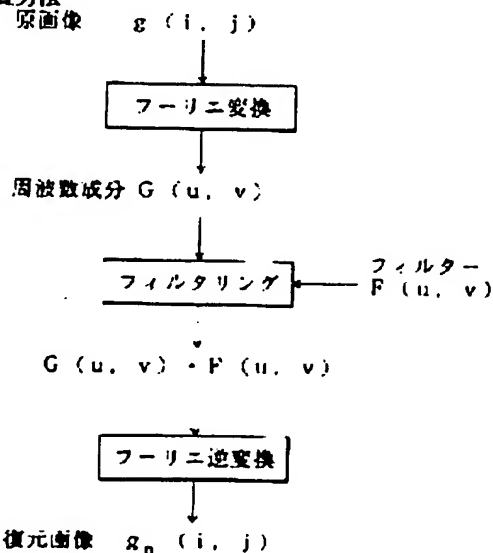 方法
原画像 g (i, j)
フーリエ変換
周波数成分 G (u, v)
フィルタリング
フィルター
F (u, v)
G (u, v) · F (u, v)
フーリエ逆変換
復元画像 gn (i, j)